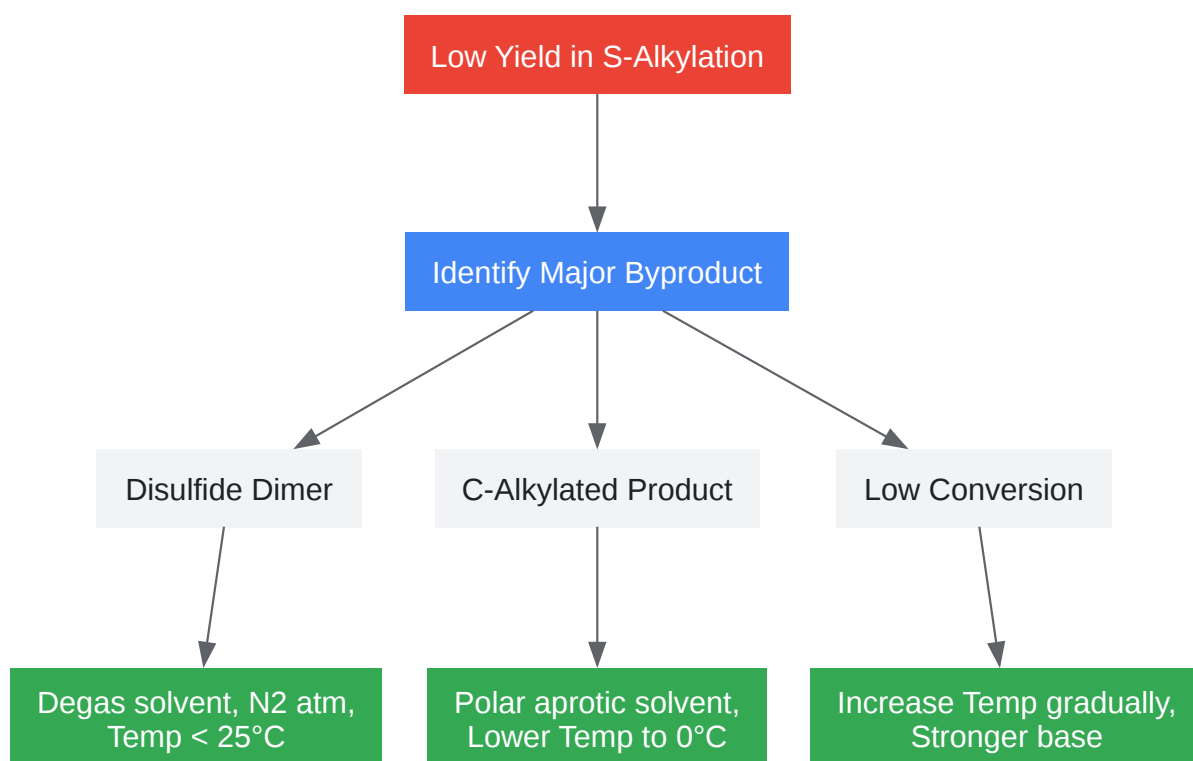 Low Yield in S-Alkylation
Identify Major Byproduct
Disulfide Dimer
C-Alkylated Product
Low Conversion
Degas solvent, N2 atm,
Temp < 25°C
Polar aprotic solvent,
Lower Temp to 0°C
Increase Temp gradually,
Stronger base